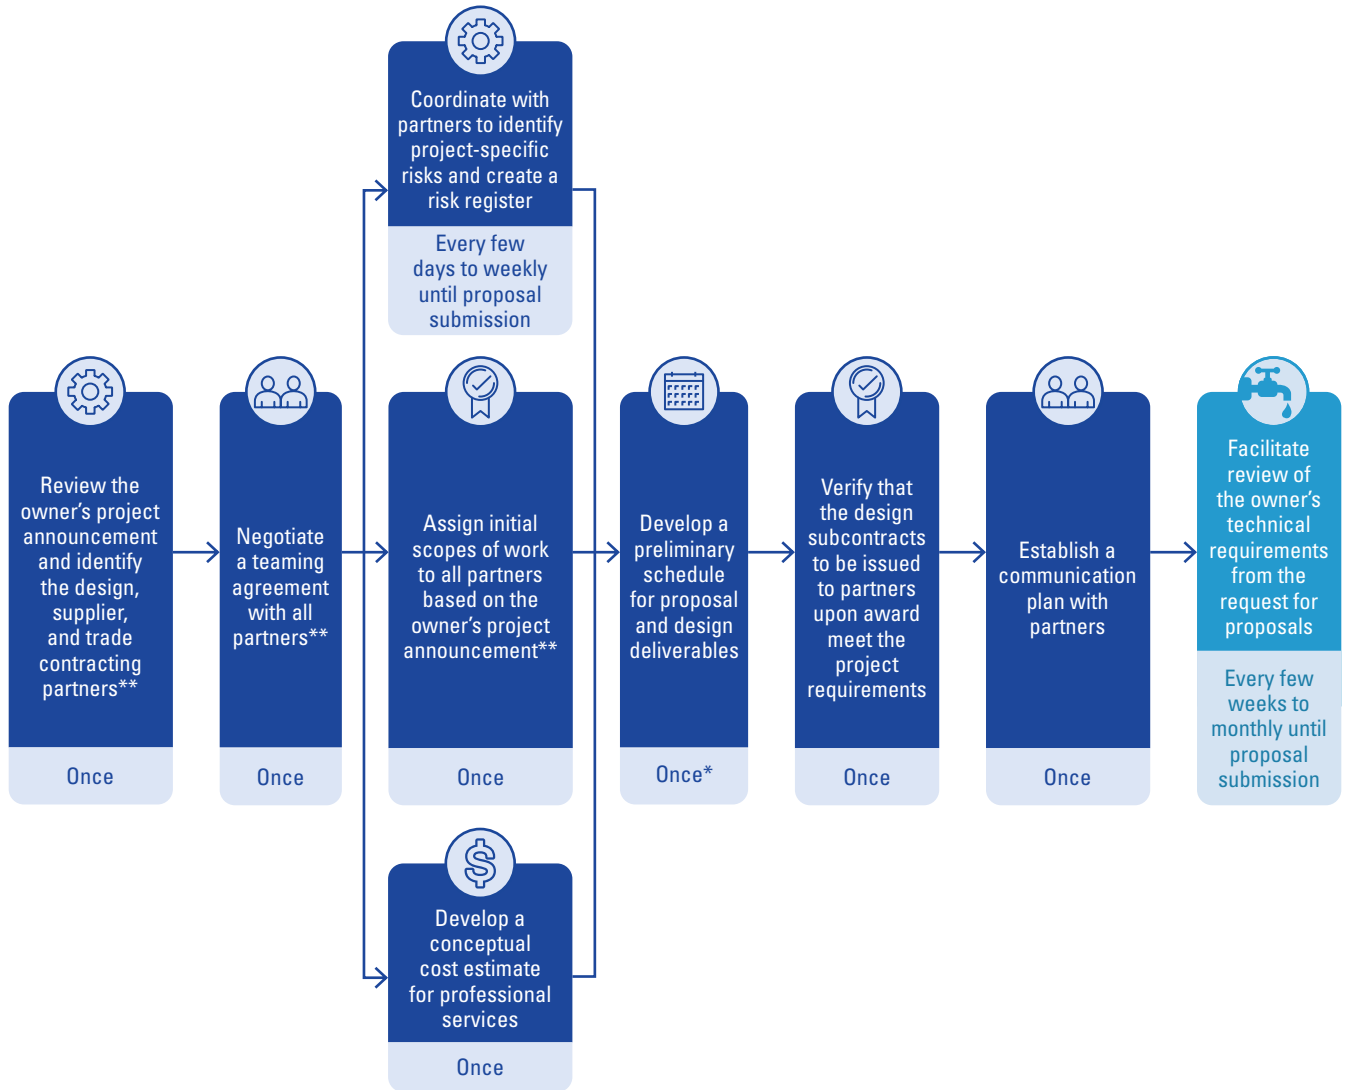 Coordinate with
partners to identify
project-specific
risks and create a
risk register
Every few
days to weekly
until proposal
submission
Review the
owner's project
announcement
and identify
the design,
supplier,
and trade
contracting
partners**
Once
Negotiate
a teaming
agreement
with all
partners**
Once
Assign initial
scopes of work
to all partners
based on the
owner's project
announcement**
Once
Develop a
preliminary
schedule
for proposal
and design
deliverables
Once*
Verify that
the design
subcontracts
to be issued
to partners
upon award
meet the
project
requirements
Once
Establish a
communication
plan with
partners
Once
Facilitate
review of
the owner's
technical
requirements
from the
request for
proposals
Every few
weeks to
monthly until
proposal
submission
$
Develop a
conceptual
cost estimate
for professional
services
Once